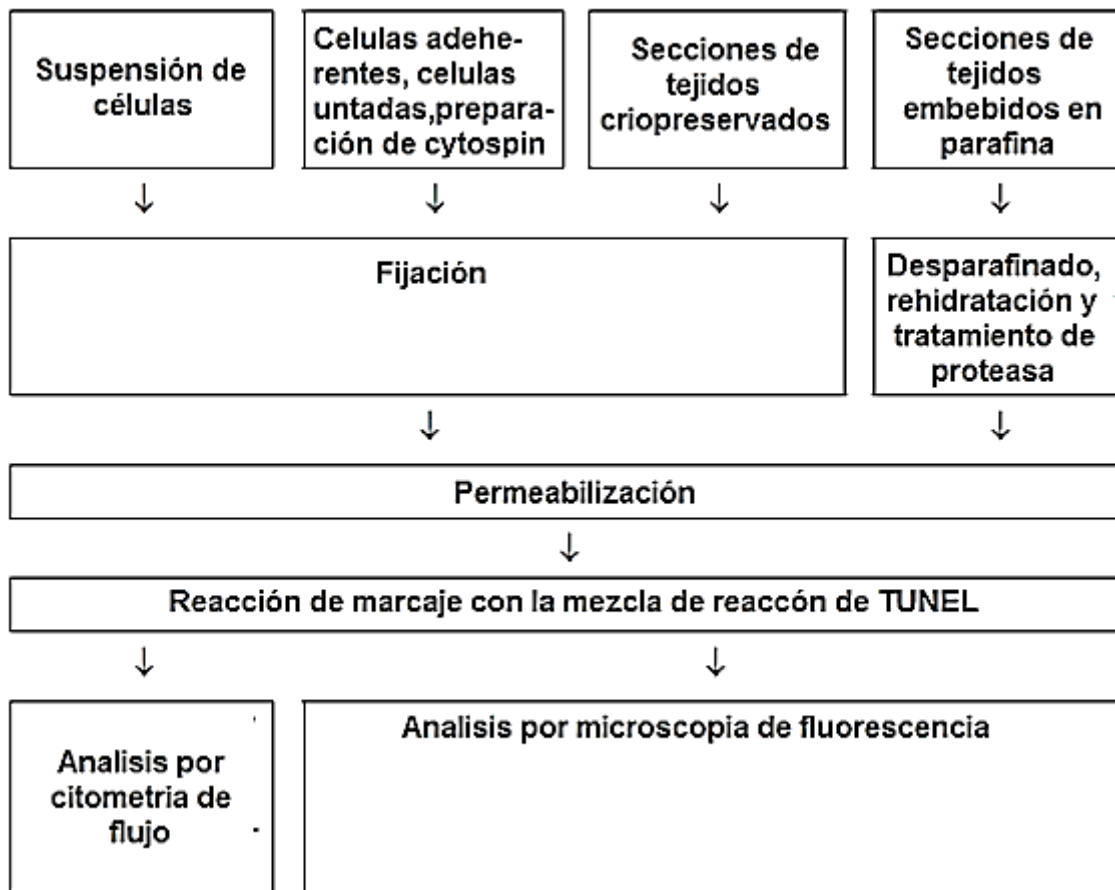 Suspensión de
células
Celulas adehe-
rentes, celulas
untadas,prepara-
ción de cytospin
Secciones de
tejidos
criopreservados
Secciones de
tejidos
embebidos en
parafina
Fijación
Desparafinado,
rehidratación y
tratamiento de
proteasa
Permeabilización
Reacción de marcaje con la mezcla de reaccón de TUNEL
Analisis por
citometria de
flujo
Analisis por microscopia de fluorescencia